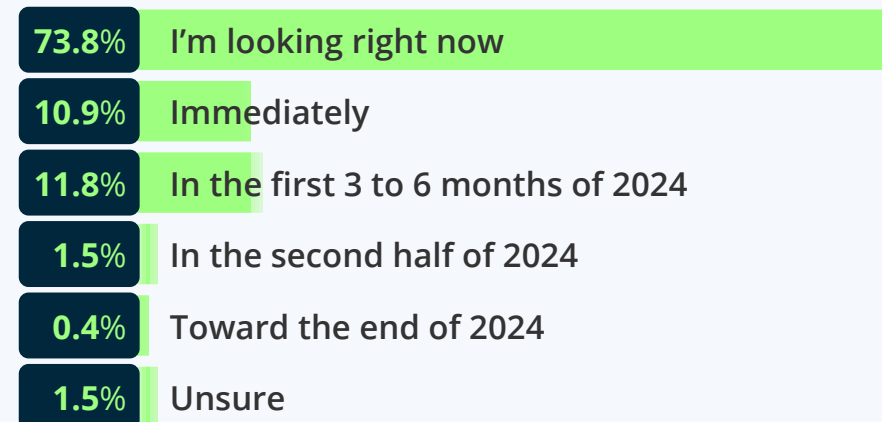 73.8% I’m looking right now
10.9% Immediately
11.8% In the first 3 to 6 months of 2024
1.5% In the second half of 2024
0.4% Toward the end of 2024
1.5% Unsure